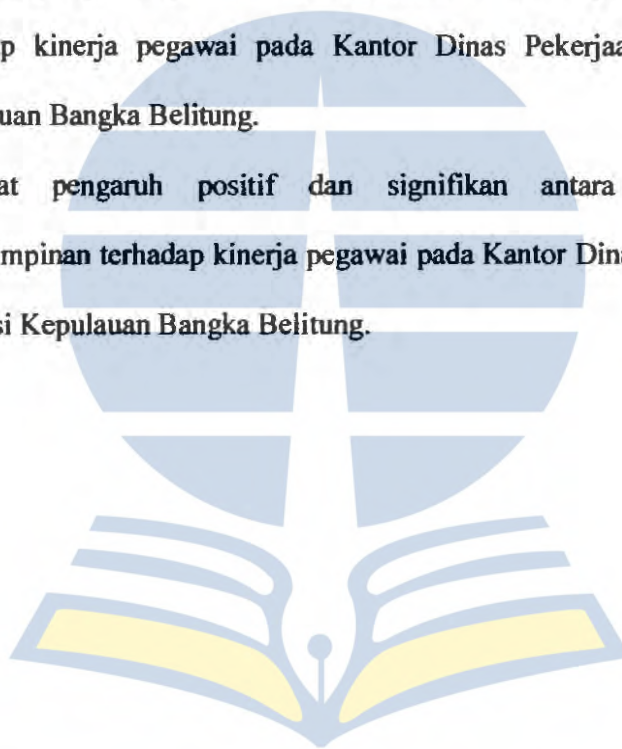 p kinerja pegawai pada Kantor Dinas Pekerjaa
uan Bangka Belitung.
at pengaruh positif dan signifikan antara
mpinan terhadap kinerja pegawai pada Kantor Dina
si Kepulauan Bangka Belitung.